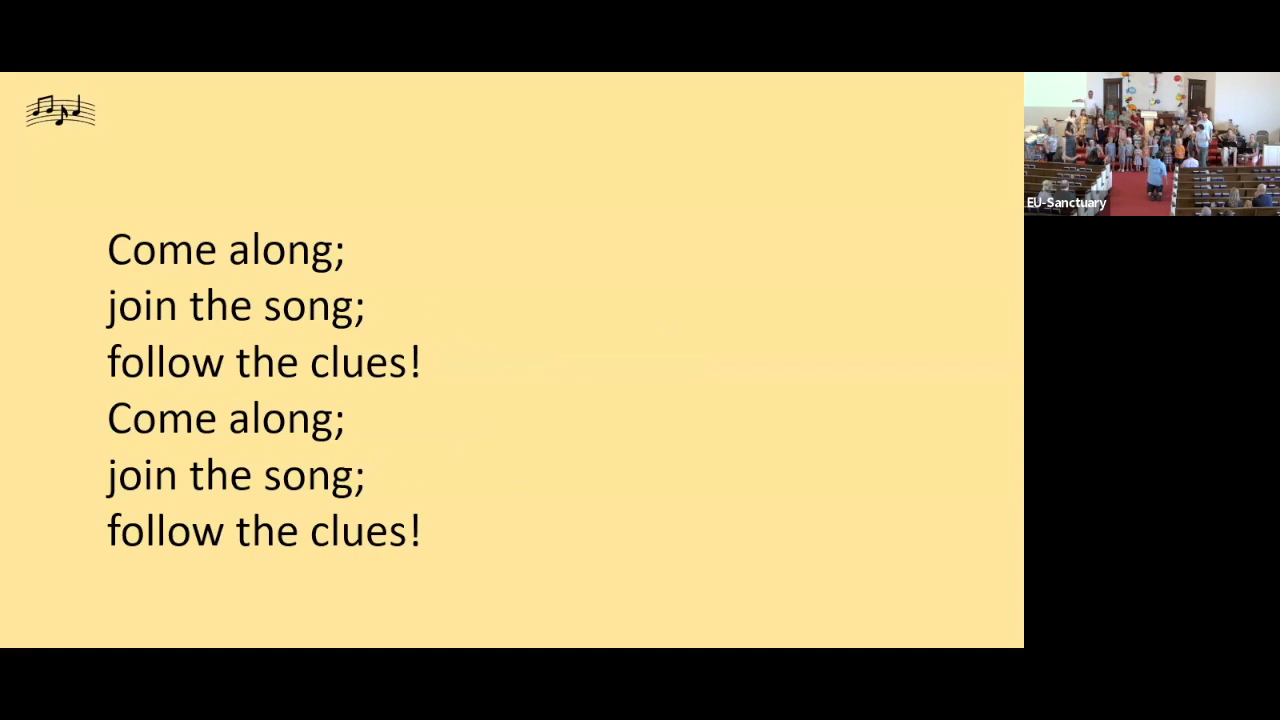 Come along;
join the song;
follow the clues!
Come along;
join the song;
follow the clues!
EU-Sanctuary